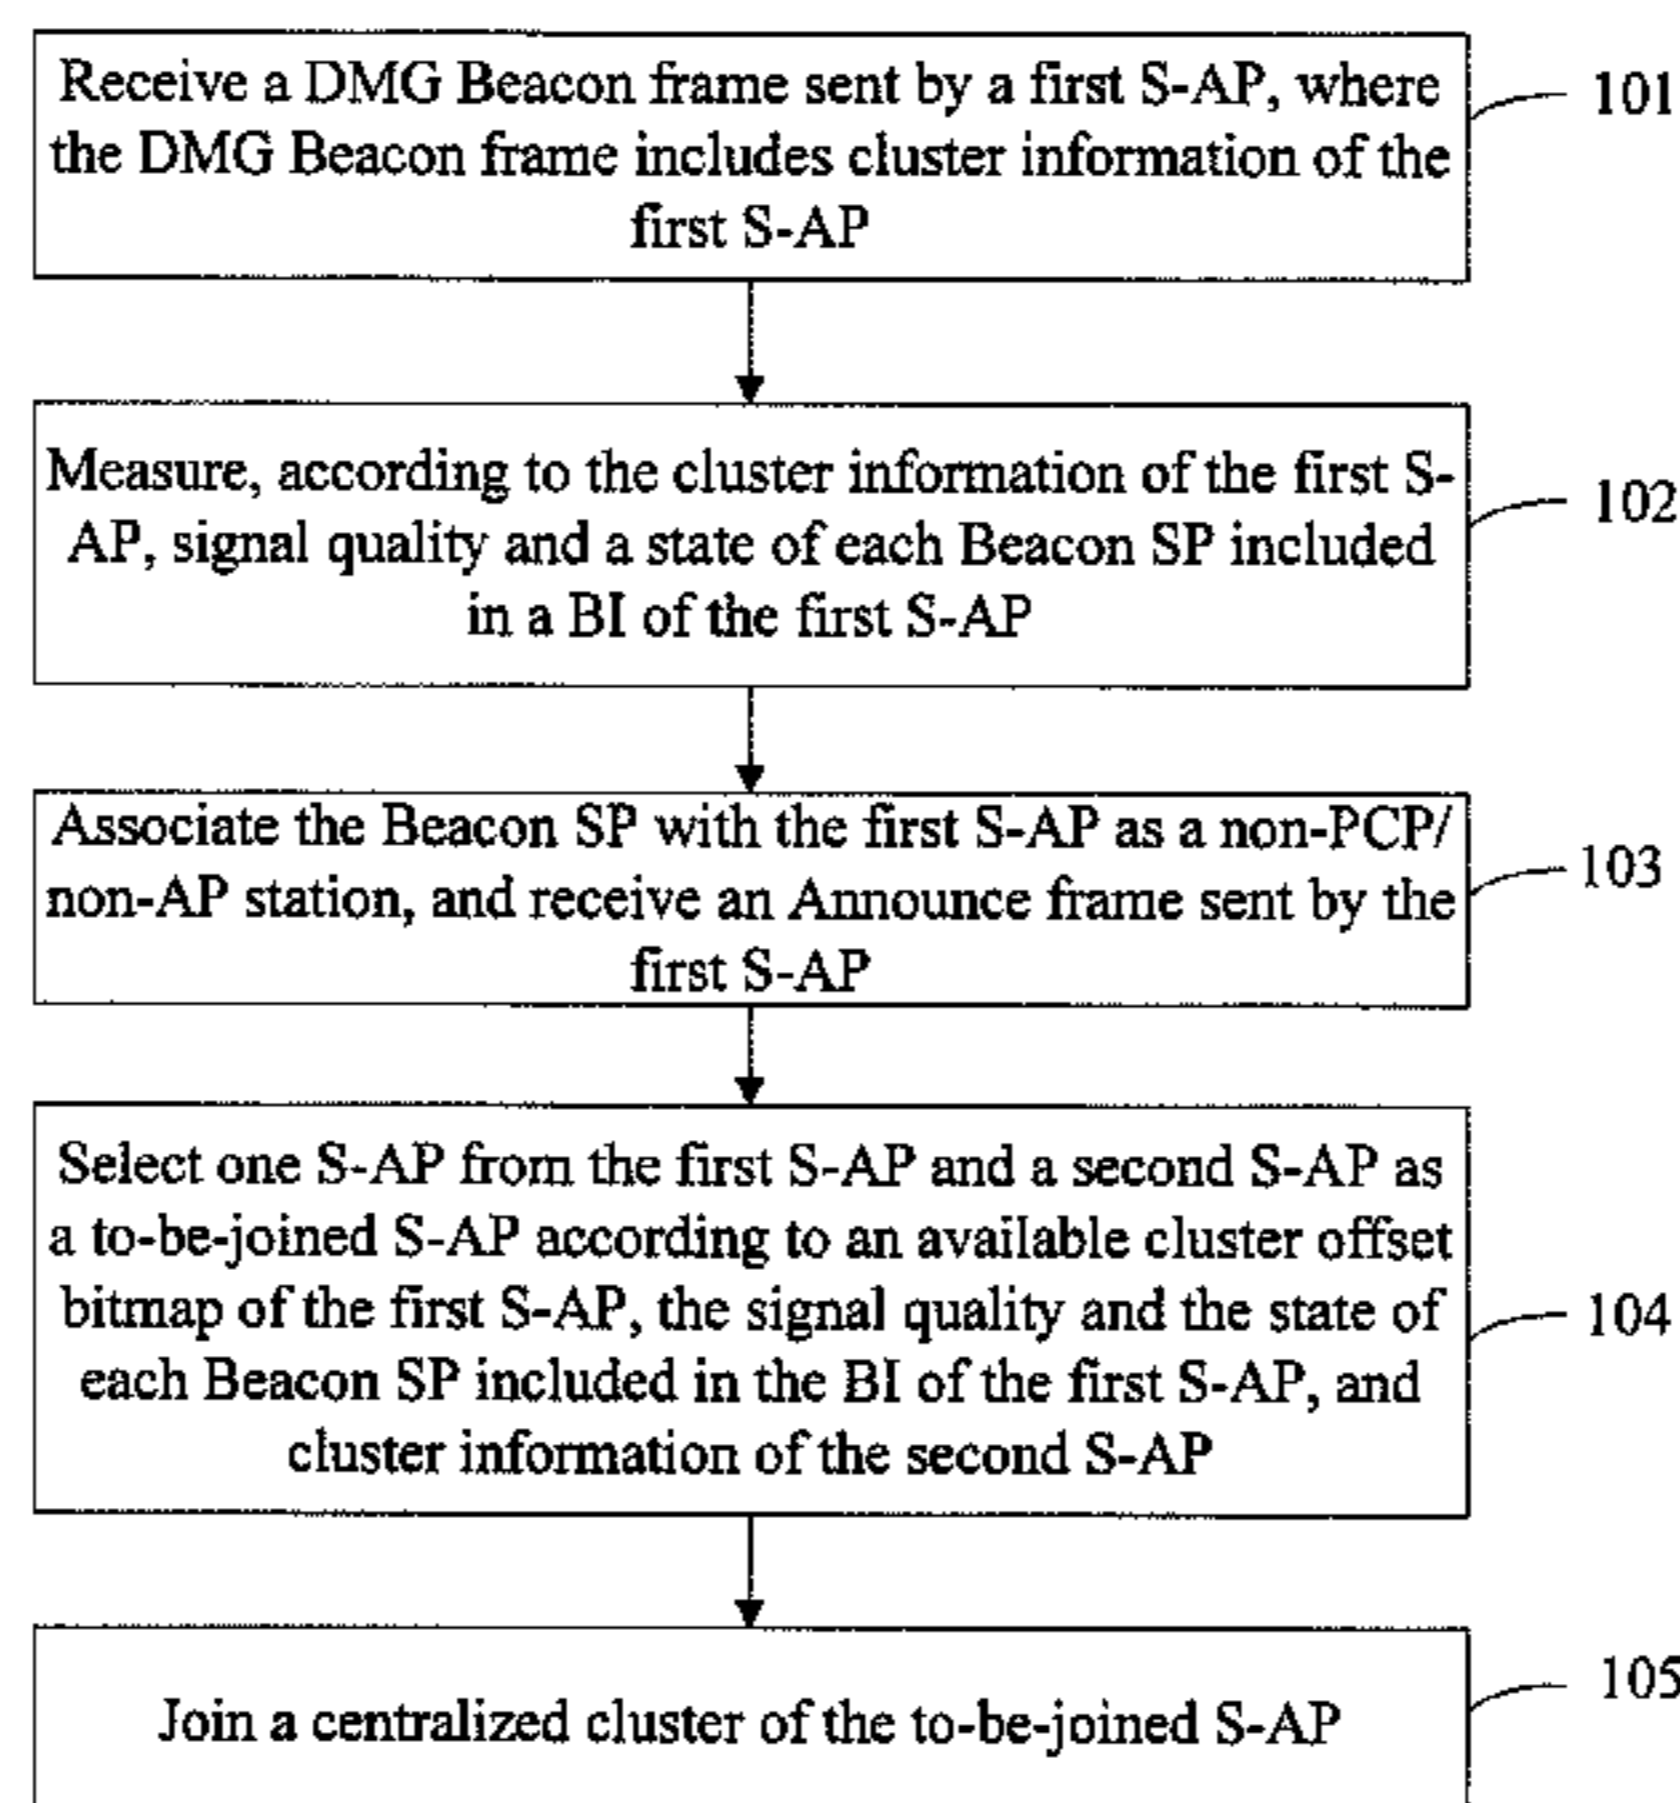 Receive a DMG Beacon frame sent by a first S-AP, where
the DMG Beacon frame includes cluster information of the
first S-AP
101
Measure, according to the cluster information of the first S-
AP, signal quality and a state of each Beacon SP included
in a BI of the first S-AP
102
Associate the Beacon SP with the first S-AP as a non-PCP/
non-AP station, and receive an Announce frame sent by the
first S-AP
103
Select one S-AP from the first S-AP and a second S-AP as
a to-be-joined S-AP according to an available cluster offset
bitmap of the first S-AP, the signal quality and the state of
each Beacon SP included in the BI of the first S-AP, and
cluster information of the second S-AP
104
Join a centralized cluster of the to-be-joined S-AP
105